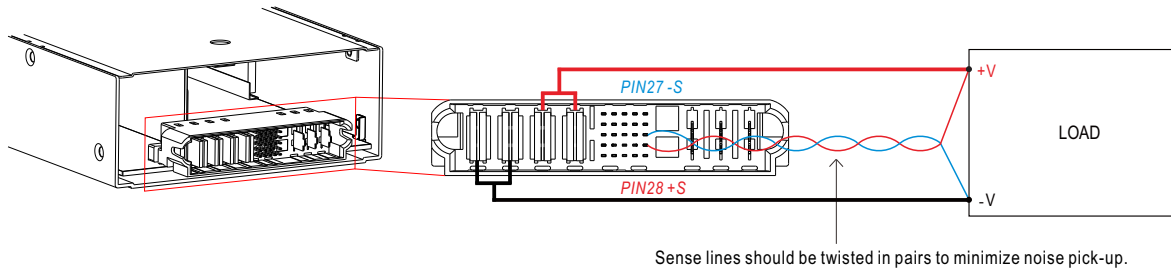 PIN27 -S
+V
LOAD
PIN28 +S
-V
Sense lines should be twisted in pairs to minimize noise pick-up.